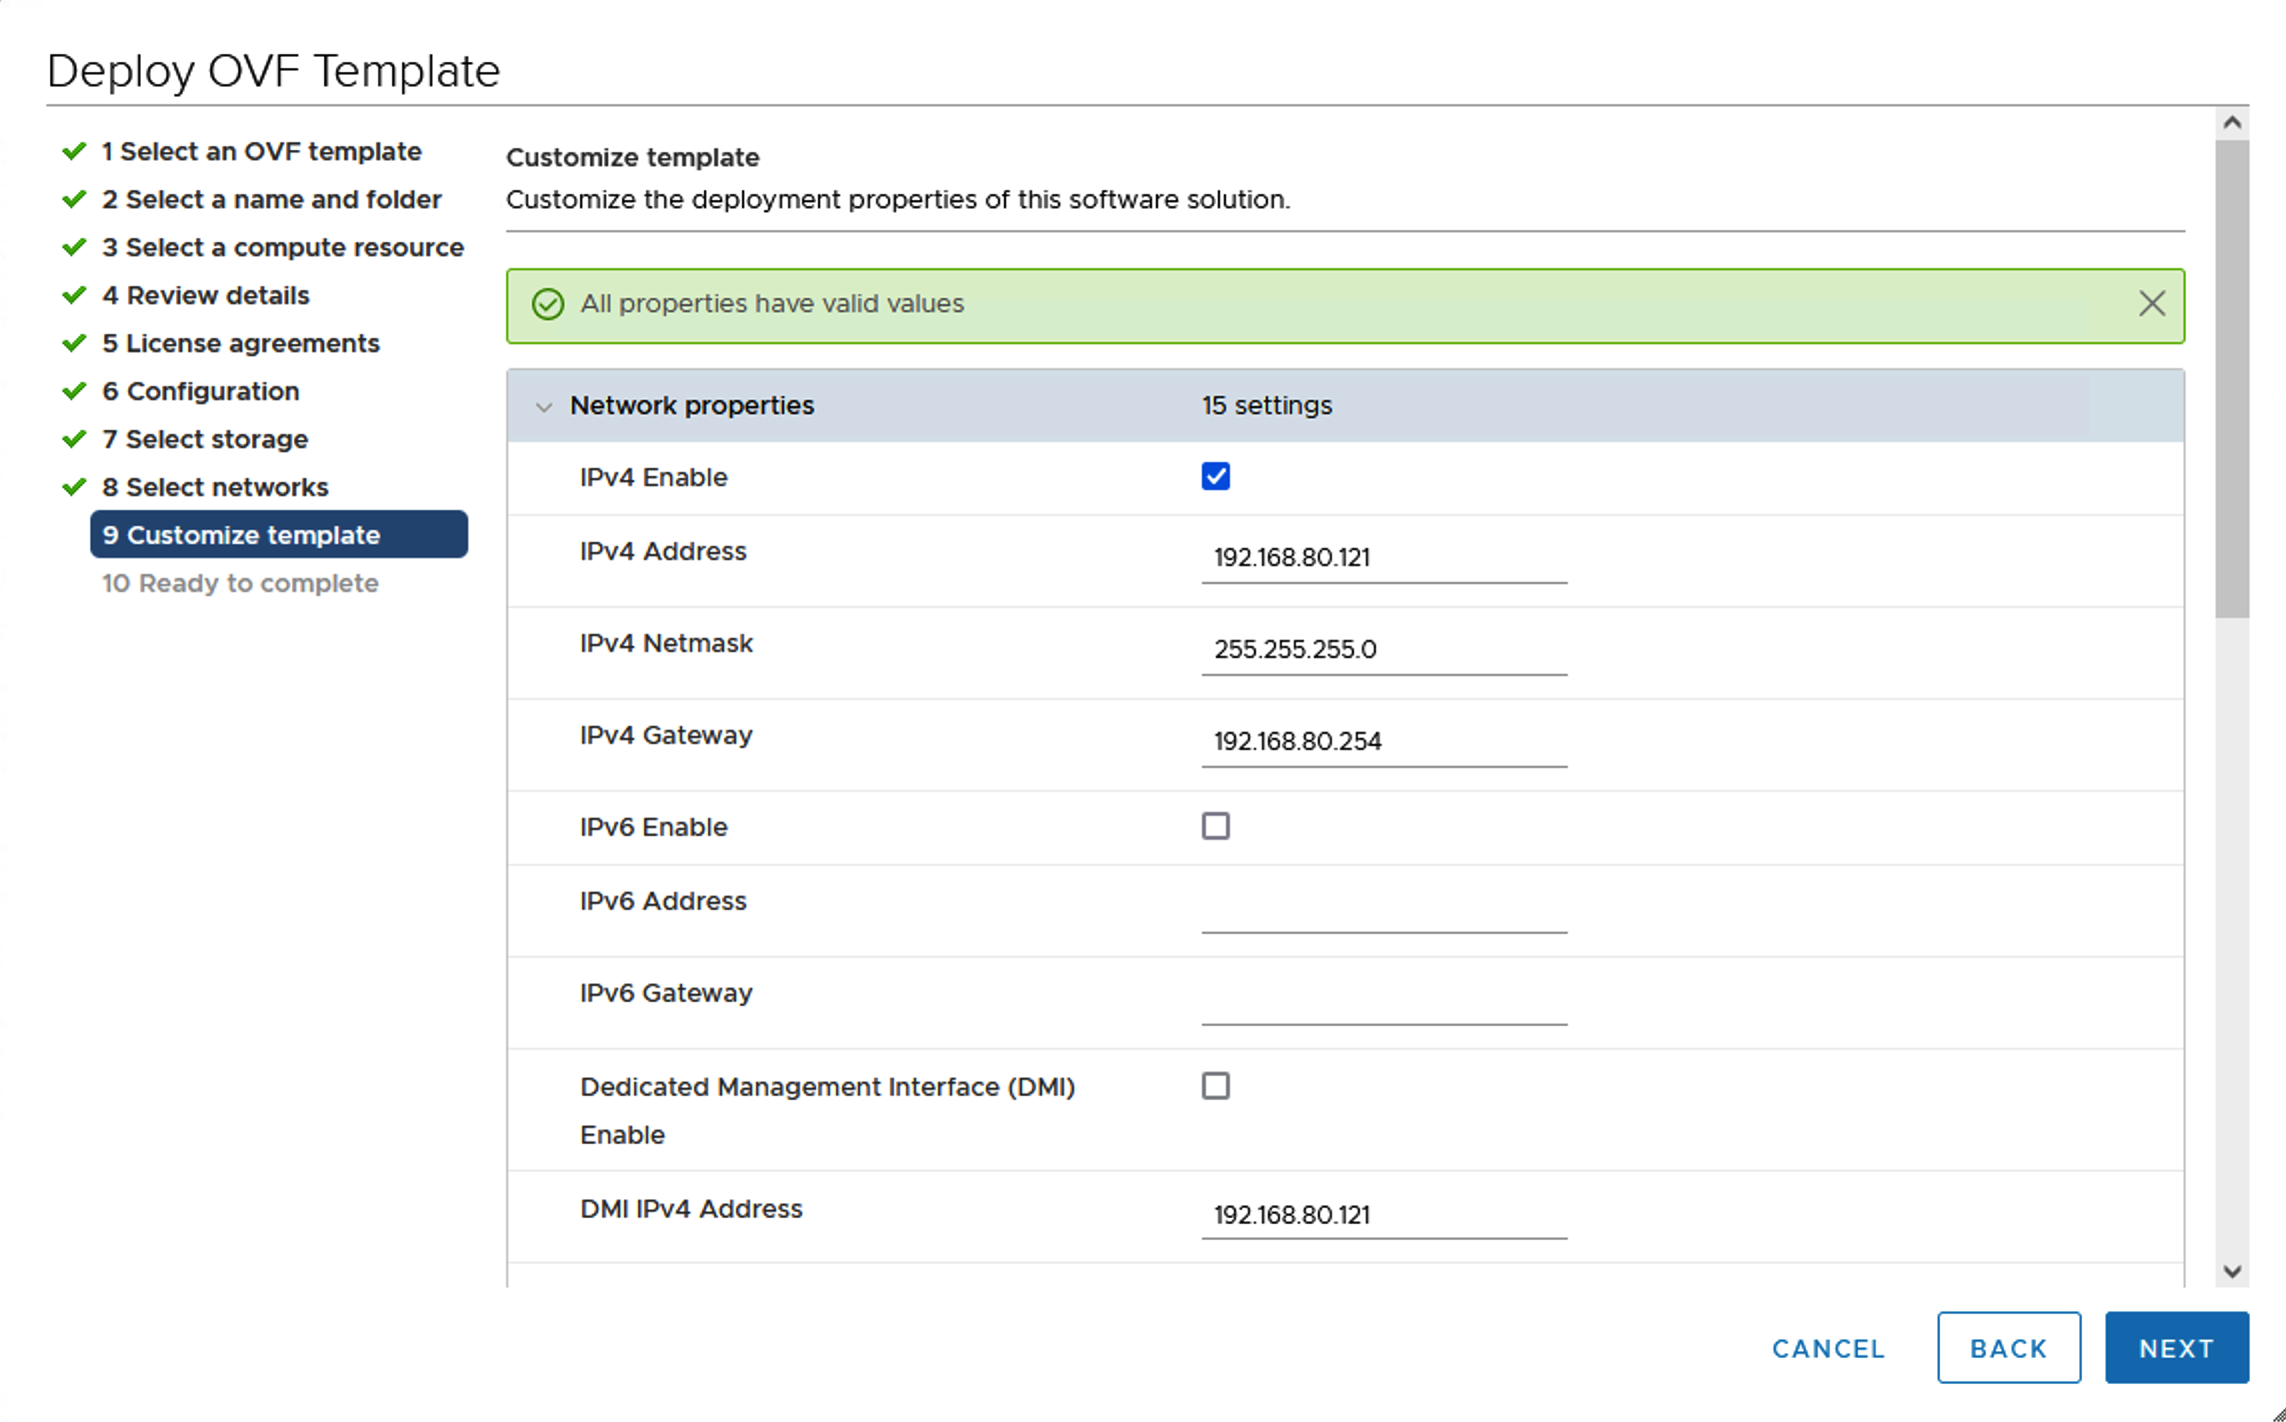 Deploy OVF Template
1 Select an OVF template
2 Select a name and folder
3 Select a compute resource
4 Review details
5 License agreements
6 Configuration
7 Select storage
8 Select networks
9 Customize template
10 Ready to complete
Customize template
Customize the deployment properties of this software solution.
All properties have valid values
Network properties 15 settings
IPv4 Enable
IPv4 Address 192.168.80.121
IPv4 Netmask 255.255.255.0
IPv4 Gateway 192.168.80.254
IPv6 Enable
IPv6 Address
IPv6 Gateway
Dedicated Management Interface (DMI)
Enable
DMI IPv4 Address 192.168.80.121
CANCEL BACK NEXT